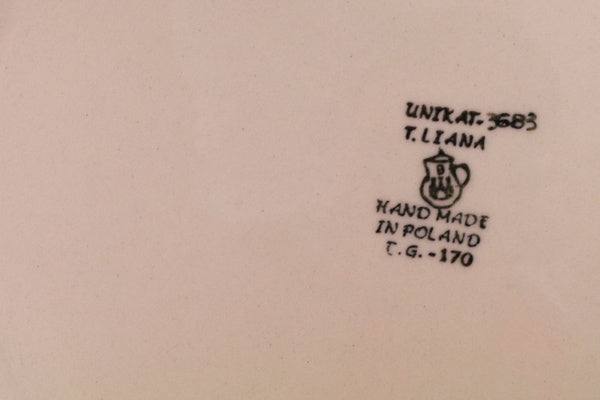 UNIKAT-3683
T.LIANA
HAND MADE
IN POLAND
C.G.-170